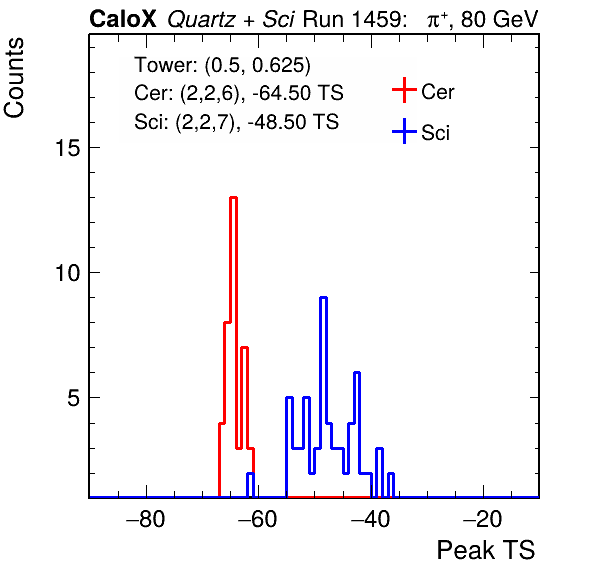 CaloX Quartz + Sci Run 1459: π⁺, 80 GeV
Counts
Tower: (0.5, 0.625)
Cer: (2,2,6), -64.50 TS
Sci: (2,2,7), -48.50 TS
Cer
Sci
15
10
5
−80 −60 −40 −20
Peak TS